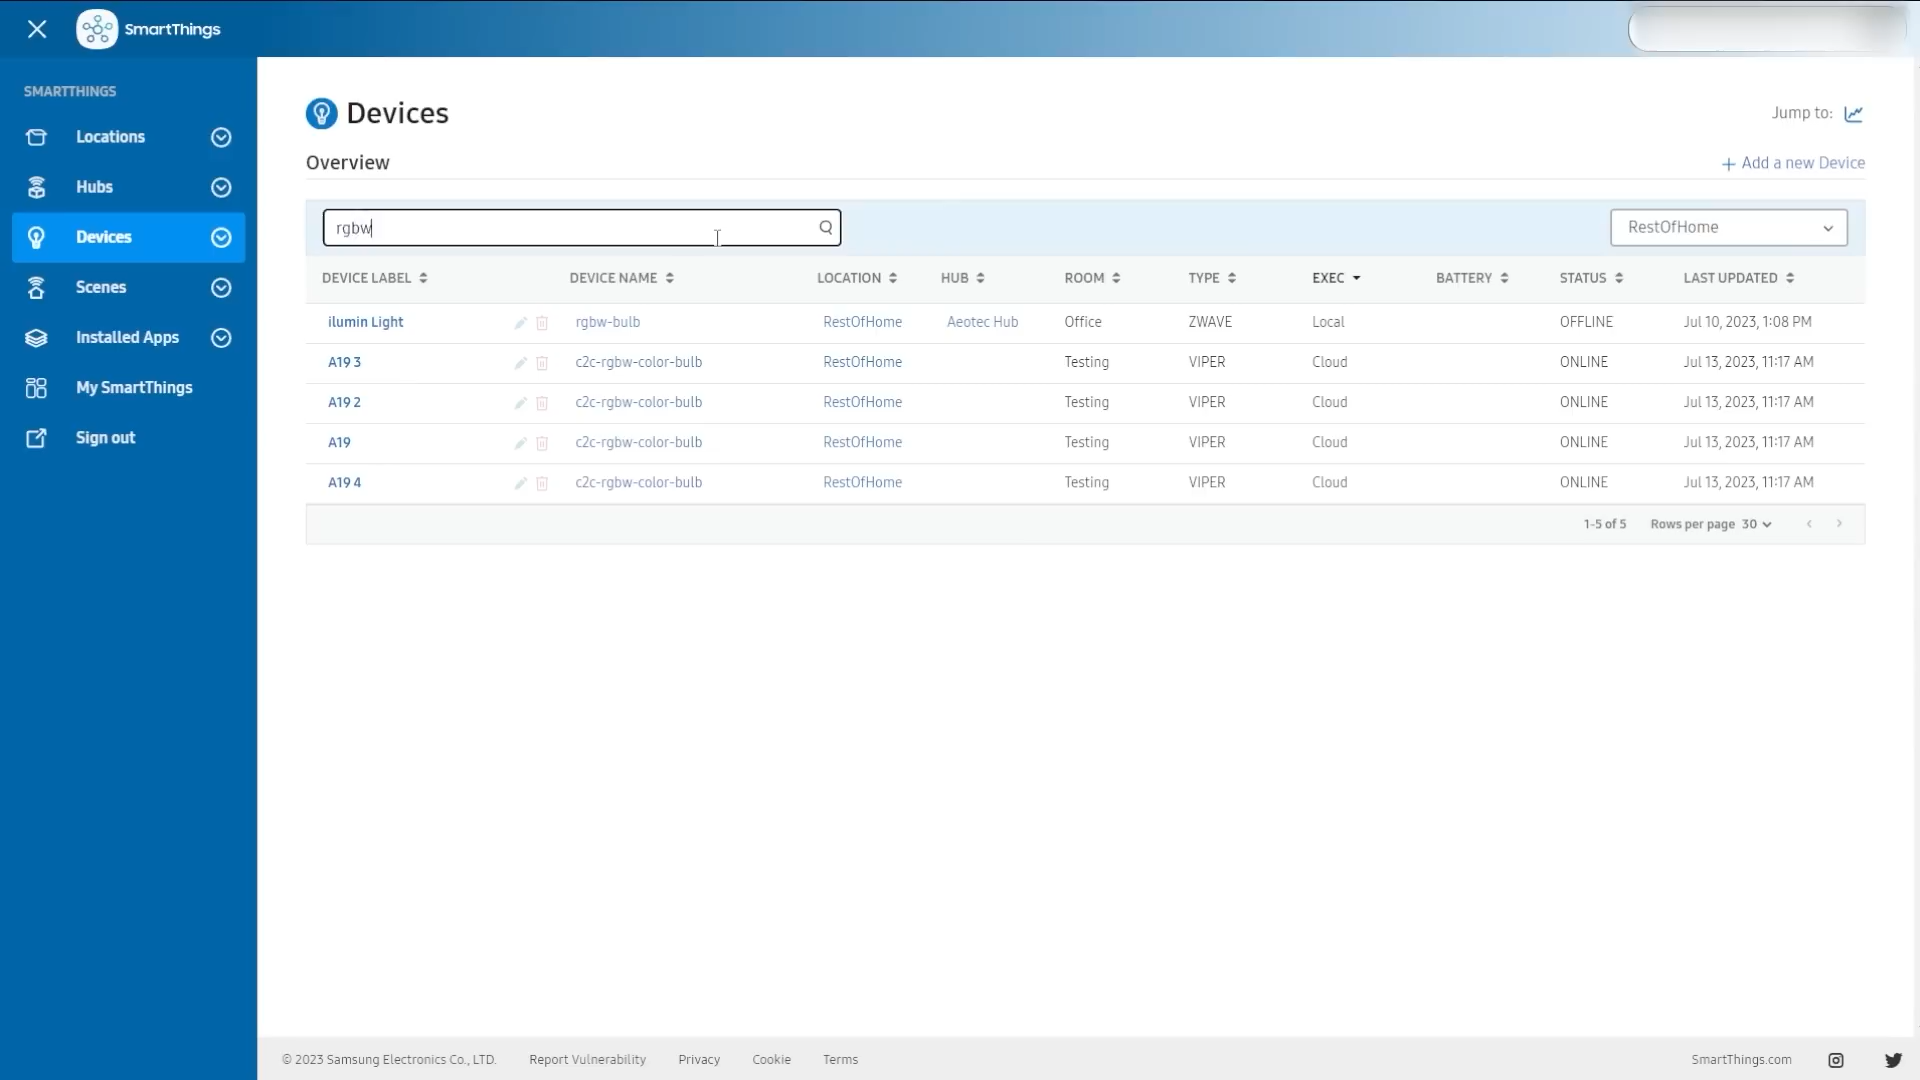 SmartThings
SMARTTHINGS
Locations
Hubs
Devices
Scenes
Installed Apps
My SmartThings
Sign out
Devices
Jump to:
Overview
+ Add a new Device
rgbw
RestOfHome
DEVICE LABEL DEVICE NAME LOCATION HUB ROOM TYPE EXEC BATTERY STATUS LAST UPDATED
ilumin Light rgbw-bulb RestOfHome Aeotec Hub Office ZWAVE Local OFFLINE Jul 10, 2023, 1:08 PM
A19 3 c2c-rgbw-color-bulb RestOfHome Testing VIPER Cloud ONLINE Jul 13, 2023, 11:17 AM
A19 2 c2c-rgbw-color-bulb RestOfHome Testing VIPER Cloud ONLINE Jul 13, 2023, 11:17 AM
A19 c2c-rgbw-color-bulb RestOfHome Testing VIPER Cloud ONLINE Jul 13, 2023, 11:17 AM
A19 4 c2c-rgbw-color-bulb RestOfHome Testing VIPER Cloud ONLINE Jul 13, 2023, 11:17 AM
1-5 of 5 Rows per page 30
© 2023 Samsung Electronics Co., LTD. Report Vulnerability Privacy Cookie Terms SmartThings.com